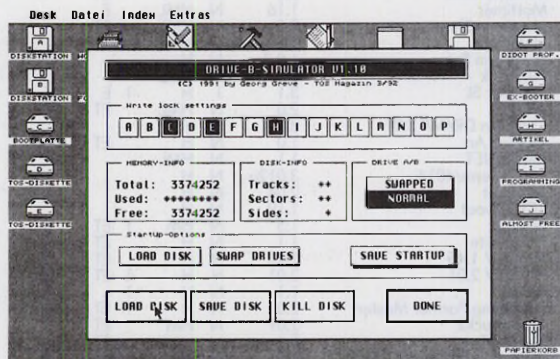 Desk Datei Index Extras
DISKSTATION
DISKSTATION
BOOTPLATTE
TOS-DISKETTE
TOS-DISKETTE
DRIVE-B-SIMULATOR V1.10
(C) 1991 by Georg Greve - TOS Magazin 3/92
Write lock settings
A B C D E F G H I J K L M N O P
MEMORY-INFO
Total: 3374252
Used: ********
Free: 3374252
DISK-INFO
Tracks: **
Sectors: **
Sides: *
DRIVE A/B
SWAPPED
NORMAL
StartUp-Options
LOAD DISK
SWAP DRIVES
SAVE STARTUP
LOAD DISK
SAVE DISK
KILL DISK
DONE
DIDOT PROF.
EX-BOOTER
ARTIKEL
PROGRAMMING
ALMOST FREE
PAPIERKORB